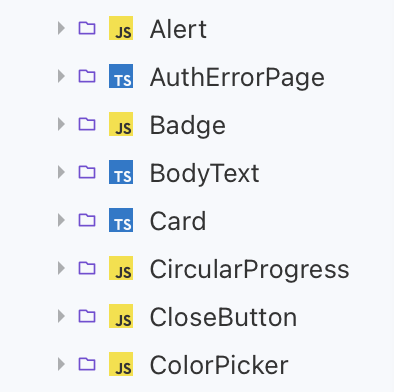 JS Alert
TS AuthErrorPage
JS Badge
TS BodyText
TS Card
JS CircularProgress
JS CloseButton
JS ColorPicker